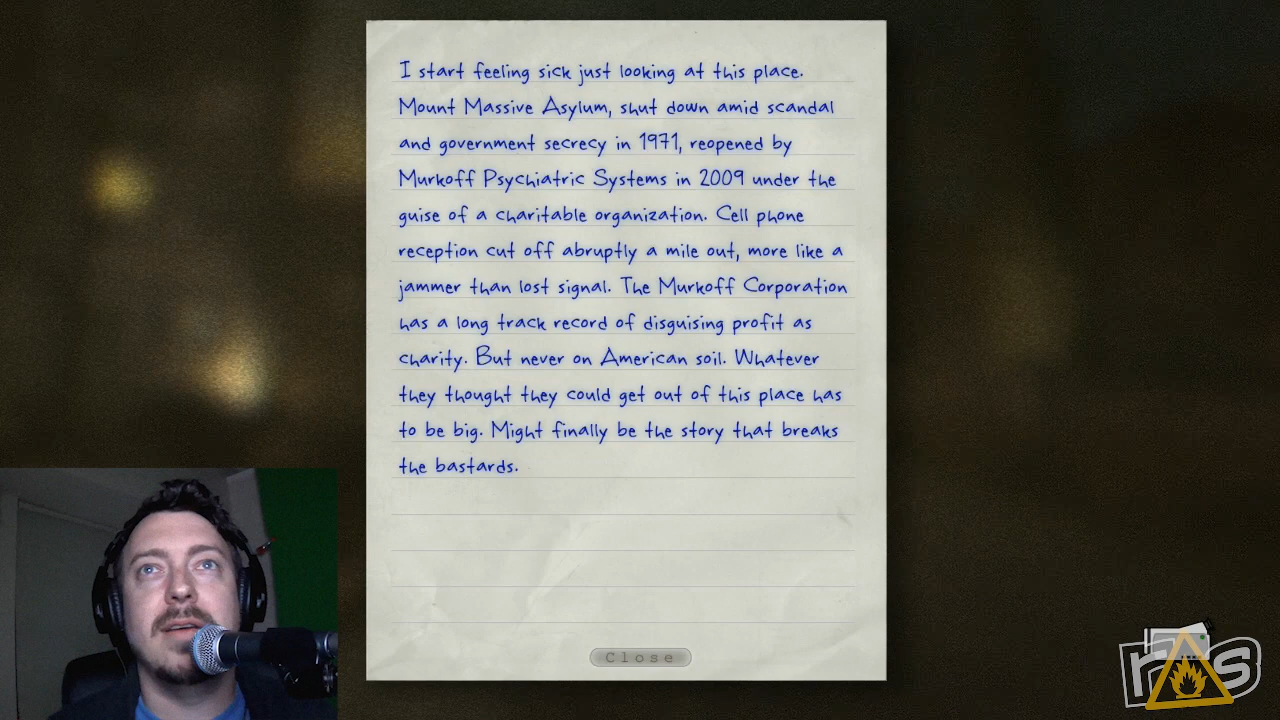 I start feeling sick just looking at this place.
Mount Massive Asylum, shut down amid scandal
and government secrecy in 1971, reopened by
Murkoff Psychiatric Systems in 2009 under the
guise of a charitable organization. Cell phone
reception cut off abruptly a mile out, more like a
jammer than lost signal. The Murkoff Corporation
has a long track record of disguising profit as
charity. But never on American soil. Whatever
they thought they could get out of this place has
to be big. Might finally be the story that breaks
the bastards.
Close